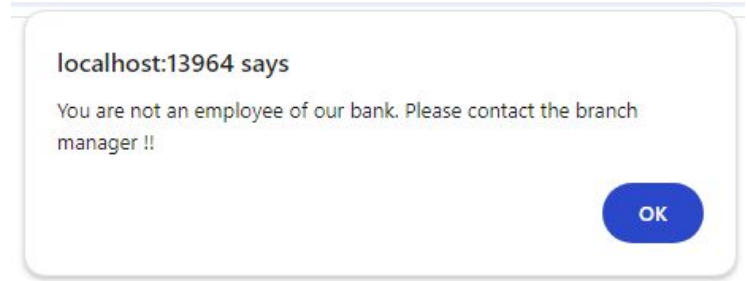 localhost:13964 says
You are not an employee of our bank. Please contact the branch
manager !!
OK